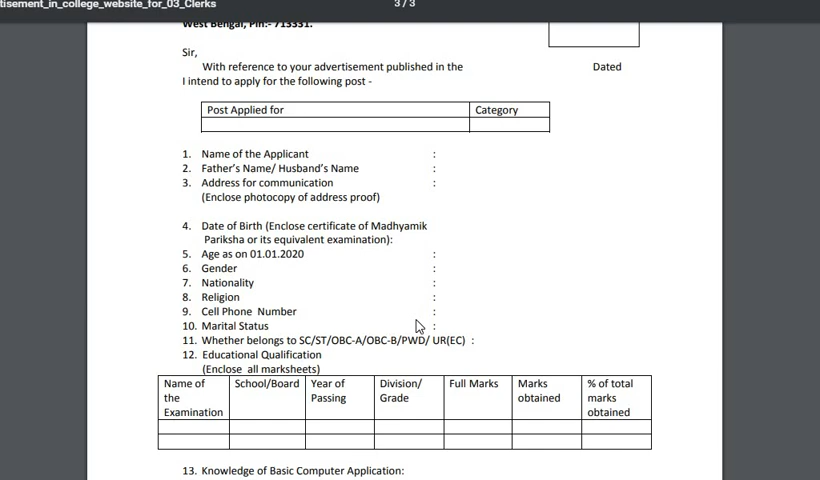 tisement_in_college_website_for_03_Clerks
3 / 3
West Bengal, Pin:- 713331.
Sir,
With reference to your advertisement published in the Dated
I intend to apply for the following post -
Post Applied for Category
1. Name of the Applicant :
2. Father's Name/ Husband's Name :
3. Address for communication :
(Enclose photocopy of address proof)
4. Date of Birth (Enclose certificate of Madhyamik
Pariksha or its equivalent examination):
5. Age as on 01.01.2020 :
6. Gender :
7. Nationality :
8. Religion :
9. Cell Phone Number :
10. Marital Status :
11. Whether belongs to SC/ST/OBC-A/OBC-B/PWD/ UR(EC) :
12. Educational Qualification
(Enclose all marksheets)
Name of School/Board Year of Division/ Full Marks Marks % of total
the Passing Grade obtained marks
Examination obtained
13. Knowledge of Basic Computer Application: